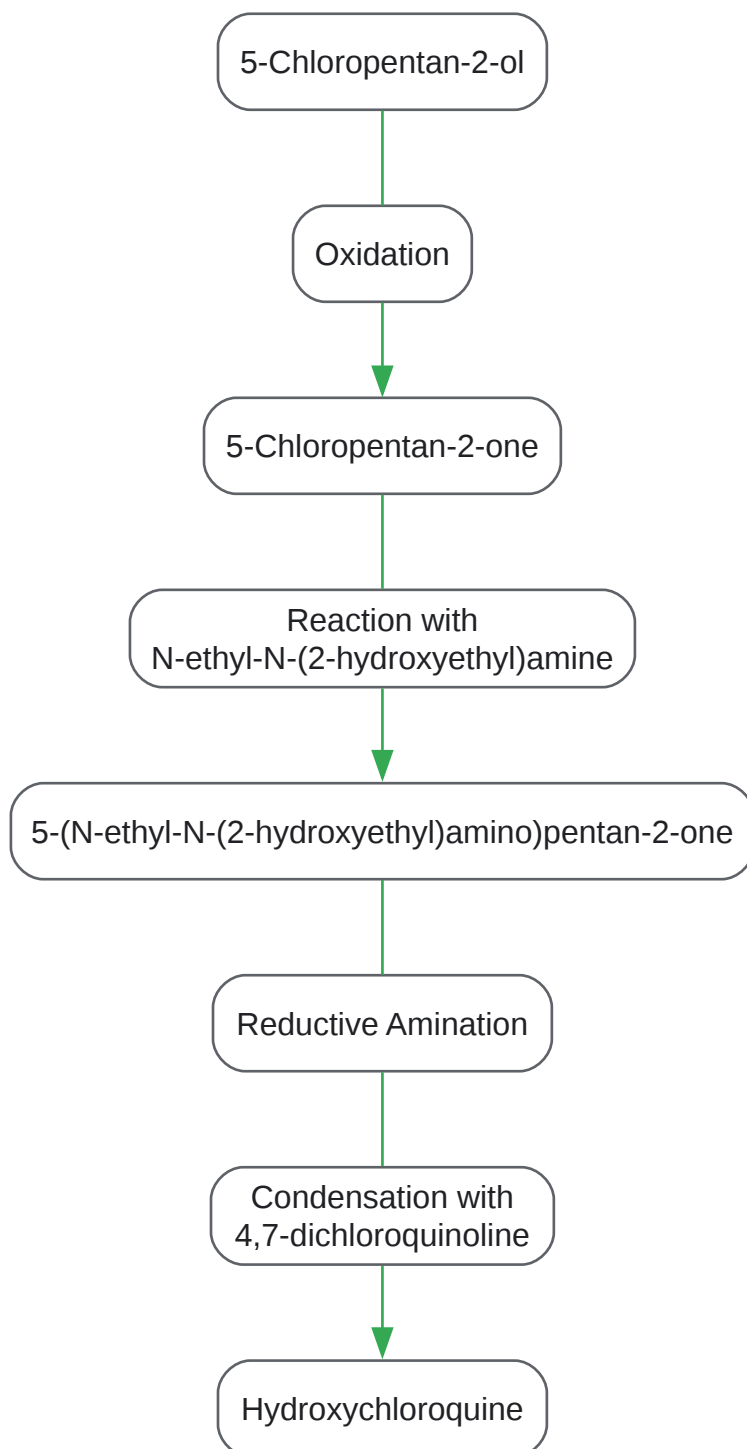 5-Chloropentan-2-ol
Oxidation
5-Chloropentan-2-one
Reaction with
N-ethyl-N-(2-hydroxyethyl)amine
5-(N-ethyl-N-(2-hydroxyethyl)amino)pentan-2-one
Reductive Amination
Condensation with
4,7-dichloroquinoline
Hydroxychloroquine